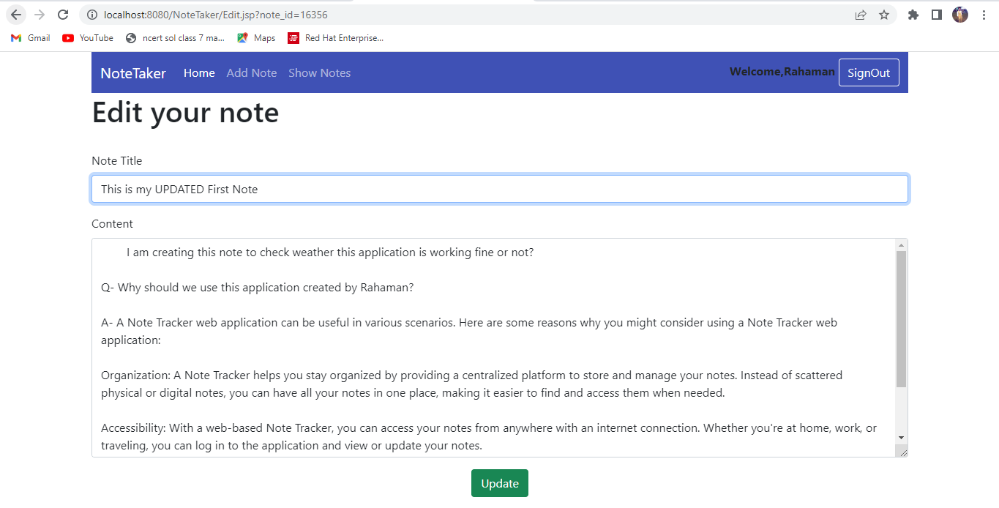 localhost:8080/NoteTaker/Edit.jsp?note_id=16356
Gmail YouTube ncert sol class 7 ma... Maps Red Hat Enterprise...
NoteTaker Home Add Note Show Notes Welcome,Rahaman SignOut
Edit your note
Note Title
This is my UPDATED First Note
Content
I am creating this note to check weather this application is working fine or not?
Q- Why should we use this application created by Rahaman?
A- A Note Tracker web application can be useful in various scenarios. Here are some reasons why you might consider using a Note Tracker web
application:
Organization: A Note Tracker helps you stay organized by providing a centralized platform to store and manage your notes. Instead of scattered
physical or digital notes, you can have all your notes in one place, making it easier to find and access them when needed.
Accessibility: With a web-based Note Tracker, you can access your notes from anywhere with an internet connection. Whether you're at home, work, or
traveling, you can log in to the application and view or update your notes.
Update